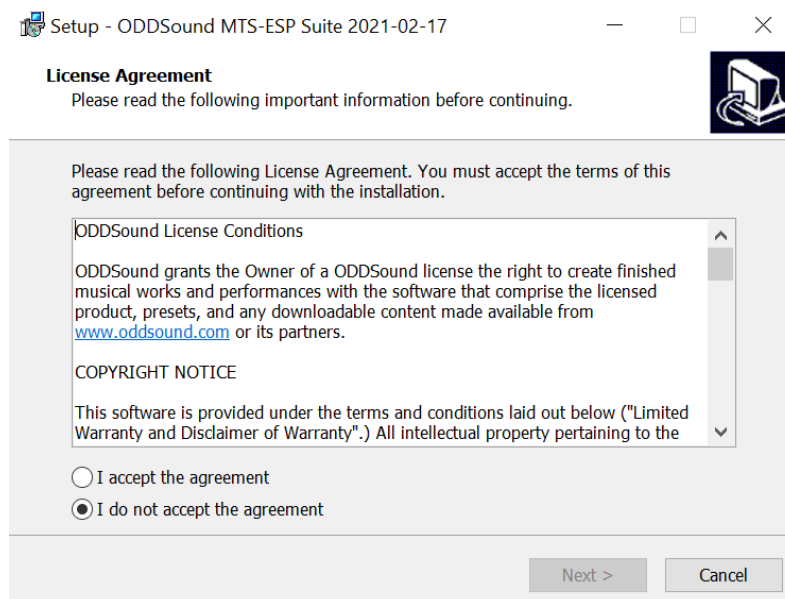 Setup - ODDSound MTS-ESP Suite 2021-02-17
License Agreement
Please read the following important information before continuing.
Please read the following License Agreement. You must accept the terms of this
agreement before continuing with the installation.
ODDSound License Conditions
ODDSound grants the Owner of a ODDSound license the right to create finished
musical works and performances with the software that comprise the licensed
product, presets, and any downloadable content made available from
www.oddsound.com or its partners.
COPYRIGHT NOTICE
This software is provided under the terms and conditions laid out below ("Limited
Warranty and Disclaimer of Warranty".) All intellectual property pertaining to the
I accept the agreement
I do not accept the agreement
Next >
Cancel